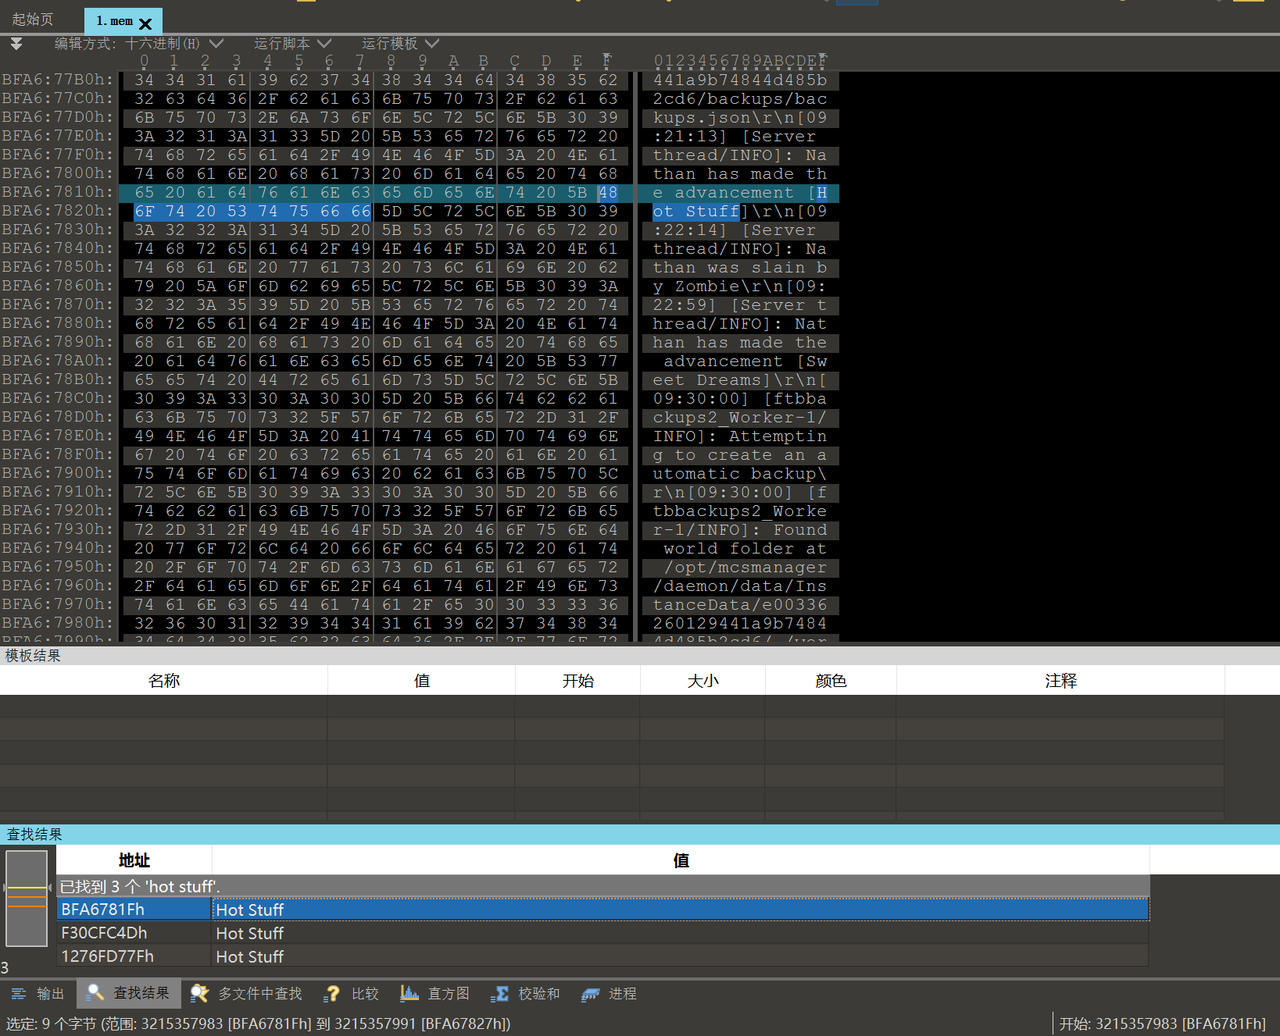 起始页 1.mem
编辑方式: 十六进制(H) 运行脚本 运行模板
0 1 2 3 4 5 6 7 8 9 A B C D E F 0123456789ABCDEF
BFA6:77B0h: 34 34 31 61 39 62 37 34 38 34 34 64 34 38 35 62 441a9b74844d485b
BFA6:77C0h: 32 63 64 36 2F 62 61 63 6B 75 70 73 2F 62 61 63 2cd6/backups/bac
BFA6:77D0h: 6B 75 70 73 2E 6A 73 6F 6E 5C 72 5C 6E 5B 30 39 kups.json\r\n[09
BFA6:77E0h: 3A 32 31 3A 31 33 5D 20 5B 53 65 72 76 65 72 20 :21:13] [Server
BFA6:77F0h: 74 68 72 65 61 64 2F 49 4E 46 4F 5D 3A 20 4E 61 thread/INFO]: Na
BFA6:7800h: 74 68 61 6E 20 68 61 73 20 6D 61 64 65 20 74 68 than has made th
BFA6:7810h: 65 20 61 64 76 61 6E 63 65 6D 65 6E 74 20 5B 48 e advancement [H
BFA6:7820h: 6F 74 20 53 74 75 66 66 5D 5C 72 5C 6E 5B 30 39 ot Stuff]\r\n[09
BFA6:7830h: 3A 32 32 3A 31 34 5D 20 5B 53 65 72 76 65 72 20 :22:14] [Server
BFA6:7840h: 74 68 72 65 61 64 2F 49 4E 46 4F 5D 3A 20 4E 61 thread/INFO]: Na
BFA6:7850h: 74 68 61 6E 20 77 61 73 20 73 6C 61 69 6E 20 62 than was slain b
BFA6:7860h: 79 20 5A 6F 6D 62 69 65 5C 72 5C 6E 5B 30 39 3A y Zombie\r\n[09:
BFA6:7870h: 32 32 3A 35 39 5D 20 5B 53 65 72 76 65 72 20 74 22:59] [Server t
BFA6:7880h: 68 72 65 61 64 2F 49 4E 46 4F 5D 3A 20 4E 61 74 hread/INFO]: Nat
BFA6:7890h: 68 61 6E 20 68 61 73 20 6D 61 64 65 20 74 68 65 han has made the
BFA6:78A0h: 20 61 64 76 61 6E 63 65 6D 65 6E 74 20 5B 53 77 advancement [Sw
BFA6:78B0h: 65 65 74 20 44 72 65 61 6D 73 5D 5C 72 5C 6E 5B eet Dreams]\r\n[
BFA6:78C0h: 30 39 3A 33 30 3A 30 30 5D 20 5B 66 74 62 62 61 09:30:00] [ftbba
BFA6:78D0h: 63 6B 75 70 73 32 5F 57 6F 72 6B 65 72 2D 31 2F ckups2_Worker-1/
BFA6:78E0h: 49 4E 46 4F 5D 3A 20 41 74 74 65 6D 70 74 69 6E INFO]: Attemptin
BFA6:78F0h: 67 20 74 6F 20 63 72 65 61 74 65 20 61 6E 20 61 g to create an a
BFA6:7900h: 75 74 6F 6D 61 74 69 63 20 62 61 63 6B 75 70 5C utomatic backup\
BFA6:7910h: 72 5C 6E 5B 30 39 3A 33 30 3A 30 30 5D 20 5B 66 r\n[09:30:00] [f
BFA6:7920h: 74 62 62 61 63 6B 75 70 73 32 5F 57 6F 72 6B 65 tbbackups2_Worke
BFA6:7930h: 72 2D 31 2F 49 4E 46 4F 5D 3A 20 46 6F 75 6E 64 r-1/INFO]: Found
BFA6:7940h: 20 77 6F 72 6C 64 20 66 6F 6C 64 65 72 20 61 74 world folder at
BFA6:7950h: 20 2F 6F 70 74 2F 6D 63 73 6D 61 6E 61 67 65 72 /opt/mcsmanager
BFA6:7960h: 2F 64 61 65 6D 6F 6E 2F 64 61 74 61 2F 49 6E 73 /daemon/data/Ins
BFA6:7970h: 74 61 6E 63 65 44 61 74 61 2F 65 30 30 33 33 36 tanceData/e00336
BFA6:7980h: 32 36 30 31 32 39 34 34 31 61 39 62 37 34 38 34 260129441a9b7484
模板结果
名称 值 开始 大小 颜色 注释
查找结果
地址 值
已找到 3 个 'hot stuff'.
BFA6781Fh Hot Stuff
F30CFC4Dh Hot Stuff
1276FD77Fh Hot Stuff
3
输出 查找结果 多文件中查找 比较 直方图 校验和 进程
选定: 9 个字节 (范围: 3215357983 [BFA6781Fh] 到 3215357991 [BFA67827h]) 开始: 3215357983 [BFA6781Fh]